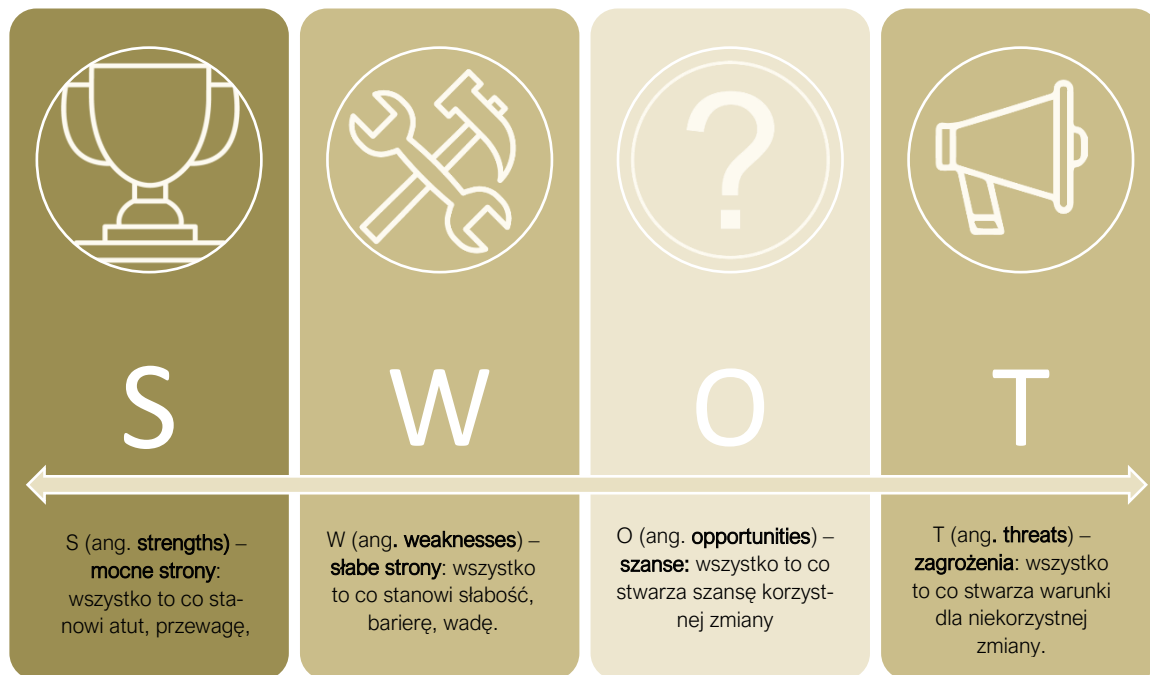 ?
S
W
O
T
S (ang. strengths) –
mocne strony:
wszystko to co sta-
nowi atut, przewagę,
W (ang. weaknesses) –
słabe strony: wszystko
to co stanowi słabość,
barierę, wadę.
O (ang. opportunities) –
szanse: wszystko to co
stwarza szansę korzyst-
nej zmiany
T (ang. threats) –
zagrożenia: wszystko
to co stwarza warunki
dla niekorzystnej
zmiany.